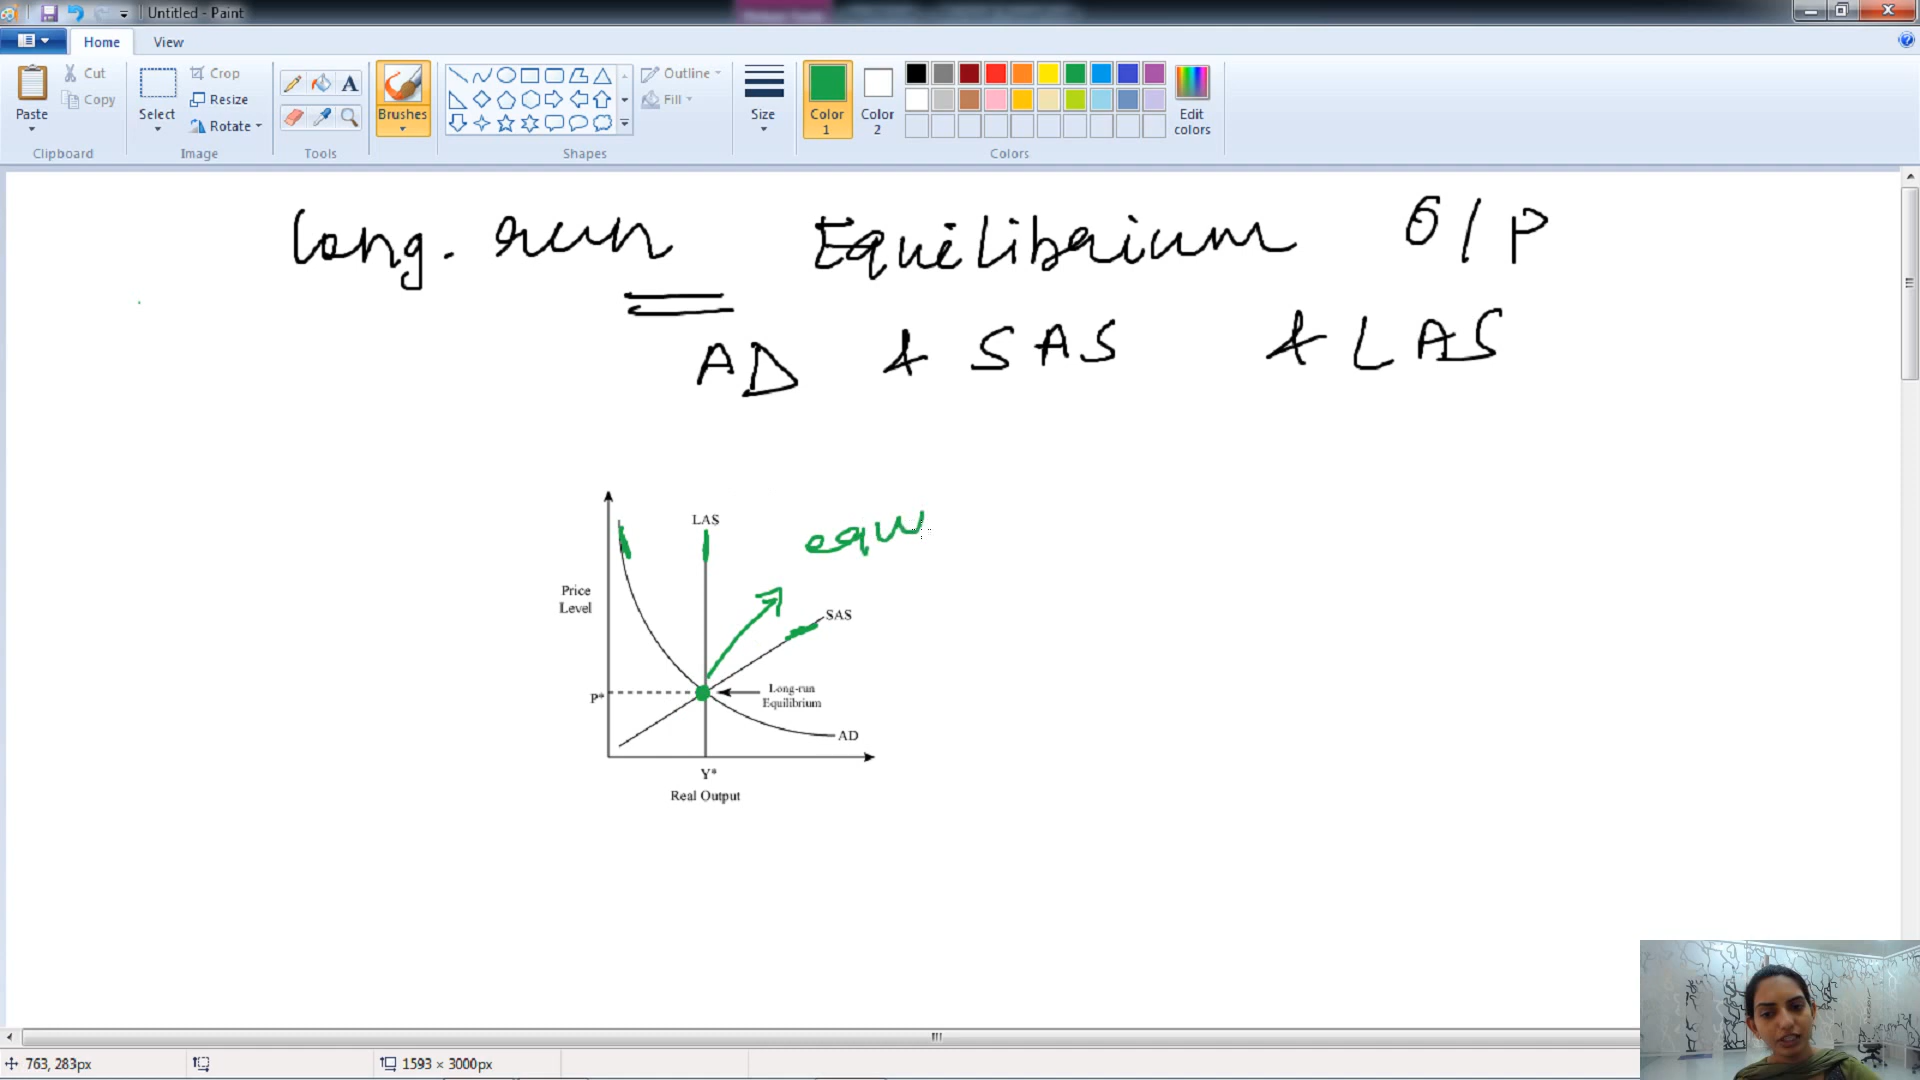 Untitled - Paint
Home View
Paste
Cut
Copy
Clipboard
Select
Crop
Resize
Rotate
Image
Tools
Brushes
Shapes
Outline
Fill
Size
Color 1
Color 2
Edit colors
Colors
Long-run Equilibrium O/P
AD & SAS & LAS
LAS
equi
Price
Level
SAS
P*
Long-run
Equilibrium
AD
Y*
Real Output
763, 283px
1593 × 3000px